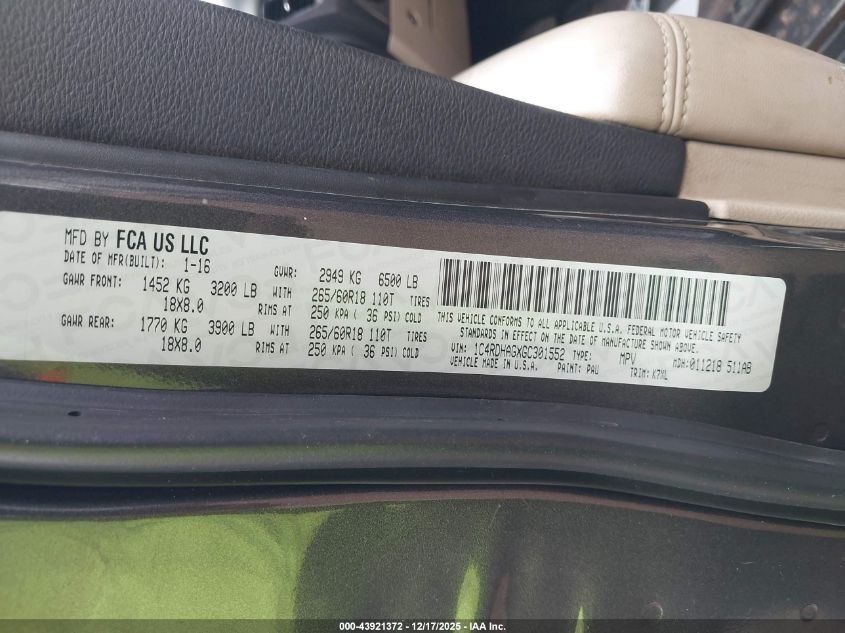 MFD BY FCA US LLC
DATE OF MFR(BUILT): 1-16 GVWR: 2949 KG 6500 LB
GAWR FRONT: 1452 KG 3200 LB WITH 265/60R18 110T TIRES
18X8.0 RIMS AT 250 KPA ( 36 PSI) COLD
GAWR REAR: 1770 KG 3900 LB WITH 265/60R18 110T TIRES
18X8.0 RIMS AT 250 KPA ( 36 PSI) COLD
THIS VEHICLE CONFORMS TO ALL APPLICABLE U.S.A. FEDERAL MOTOR VEHICLE SAFETY
STANDARDS IN EFFECT ON THE DATE OF MANUFACTURE SHOWN ABOVE.
VIN: 1C4RDHAGXGC301552 TYPE: MPV MDH:011218 511AB
VEHICLE MADE IN U.S.A. PAINT: PAU TRIM: K7XL
000-43921372 - 12/17/2025 - IAA Inc.